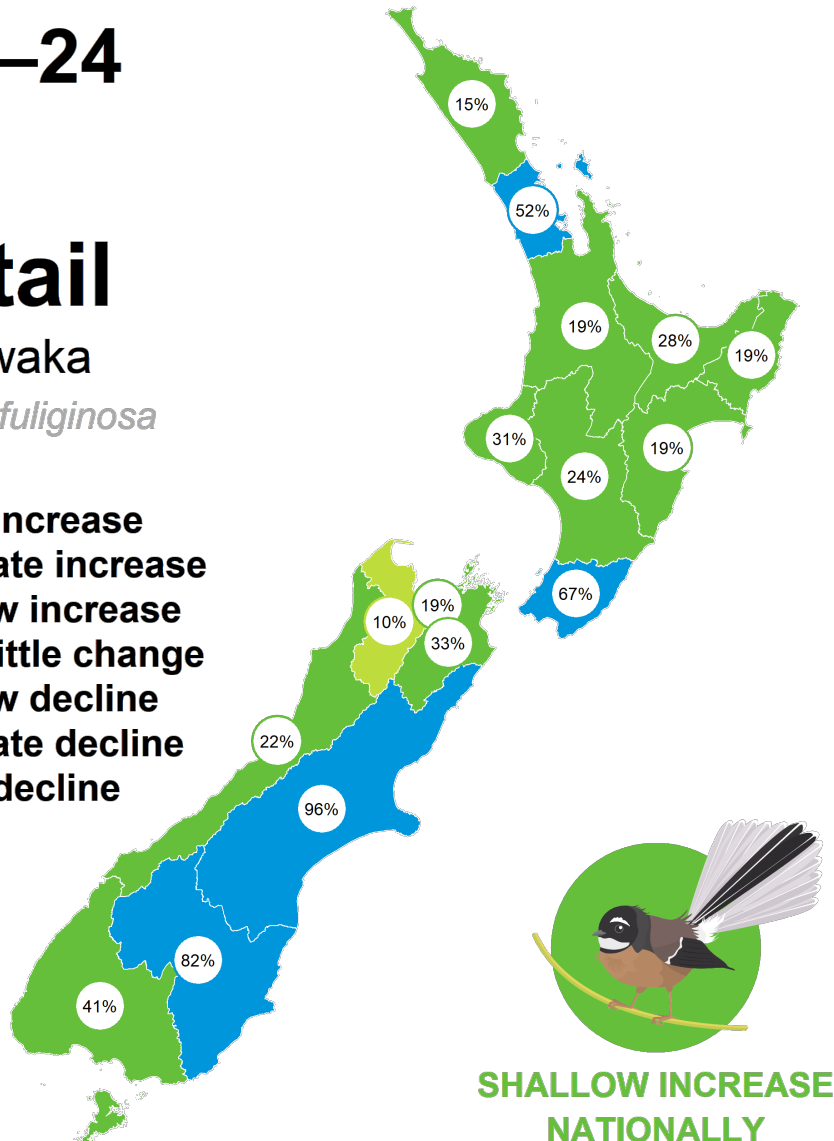 –24
tail
waka
fuliginosa
ncrease
ate increase
w increase
ittle change
w decline
ate decline
decline
15%
52%
19%
28%
19%
31%
24%
19%
67%
10%
19%
33%
22%
96%
82%
41%
SHALLOW INCREASE
NATIONALLY